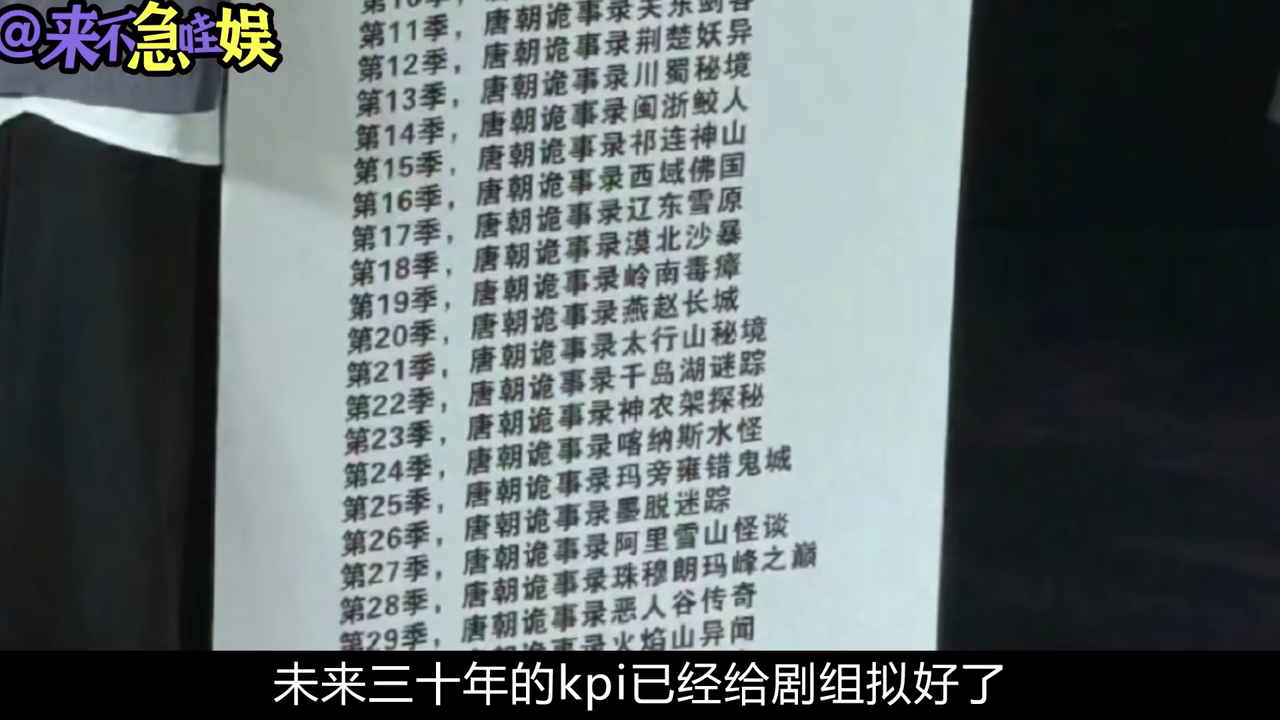 @来不急哇娱
第11季，唐朝诡事录关东剑客
第12季，唐朝诡事录荆楚妖异
第13季，唐朝诡事录川蜀秘境
第14季，唐朝诡事录闽浙鲛人
第15季，唐朝诡事录祁连神山
第16季，唐朝诡事录西域佛国
第17季，唐朝诡事录辽东雪原
第18季，唐朝诡事录漠北沙暴
第19季，唐朝诡事录岭南毒瘴
第20季，唐朝诡事录燕赵长城
第21季，唐朝诡事录太行山秘境
第22季，唐朝诡事录千岛湖谜踪
第23季，唐朝诡事录神农架探秘
第24季，唐朝诡事录喀纳斯水怪
第25季，唐朝诡事录玛旁雍错鬼城
第26季，唐朝诡事录墨脱迷踪
第27季，唐朝诡事录阿里雪山怪谈
第28季，唐朝诡事录珠穆朗玛峰之巅
第29季，唐朝诡事录恶人谷传奇
事录火焰山异闻
未来三十年的kpi已经给剧组拟好了